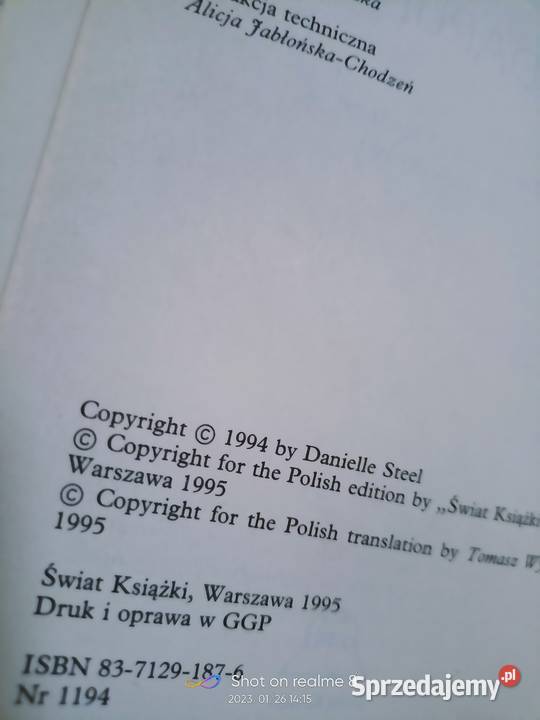 techniczna
Alicja Jabłońska-Chodzeń
Copyright © 1994 by Danielle Steel
© Copyright for the Polish edition by „Świat Książki
Warszawa 1995
© Copyright for the Polish translation by Tomasz
1995
Świat Książki, Warszawa 1995
Druk i oprawa w GGP
ISBN 83-7129-187-6
Nr 1194
Shot on realme 8
2023.01.26 14:15
Sprzedajemy.pl